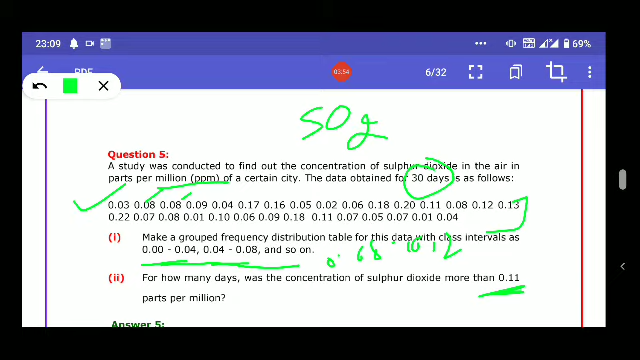 23:09 69%
PDF 03:54 6/32
SO2
Question 5:
A study was conducted to find out the concentration of sulphur dioxide in the air in
parts per million (ppm) of a certain city. The data obtained for 30 days is as follows:
0.03 0.08 0.08 0.09 0.04 0.17 0.16 0.05 0.02 0.06 0.18 0.20 0.11 0.08 0.12 0.13
0.22 0.07 0.08 0.01 0.10 0.06 0.09 0.18 0.11 0.07 0.05 0.07 0.01 0.04
(i) Make a grouped frequency distribution table for this data with class intervals as
0.00 - 0.04, 0.04 - 0.08, and so on.
(ii) For how many days, was the concentration of sulphur dioxide more than 0.11
parts per million?
Answer 5: